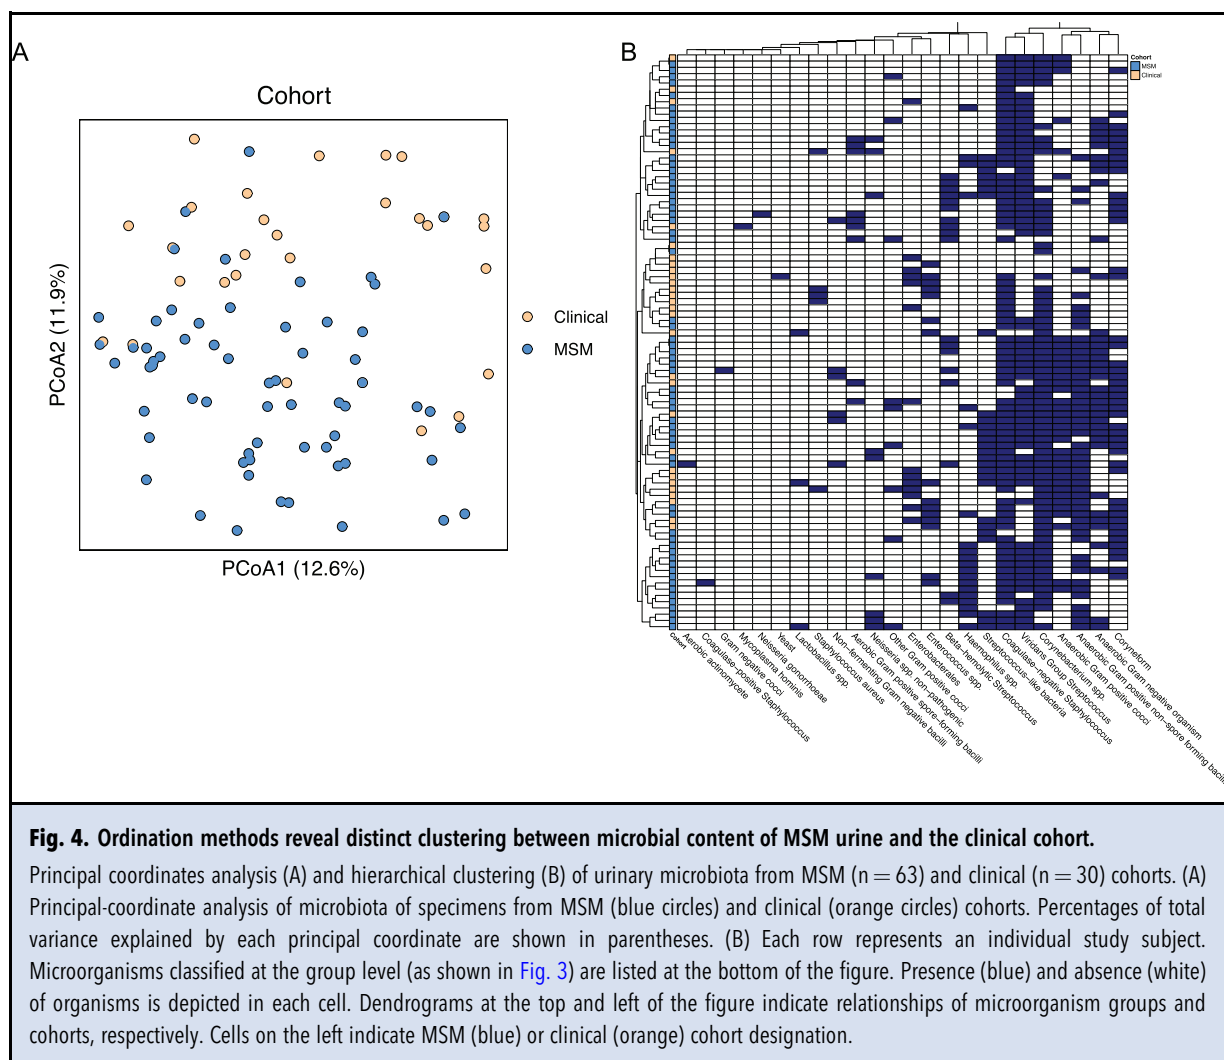 A
B
Cohort
PCoA2 (11.9%)
PCoA1 (12.6%)
Clinical
MSM
Cohort
MSM
Clinical
Cohort
Aerobic actinomycete
Coagulase–positive Staphylococcus
Gram negative cocci
Mycoplasma hominis
Neisseria gonorrhoeae
Yeast
Lactobacillus spp.
Staphylococcus aureus
Non–fermenting Gram negative bacilli
Aerobic Gram positive spore–forming bacilli
Neisseria spp. non–pathogenic
Other Gram positive cocci
Enterobacterales
Enterococcus spp.
Beta–hemolytic Streptococcus
Haemophilus spp.
Streptococcus–like bacteria
Coagulase–negative Staphylococcus
Viridans Group Streptococcus
Corynebacterium spp.
Anaerobic Gram positive cocci
Anaerobic Gram positive non–spore forming bacilli
Anaerobic Gram negative organism
Coryneform
Fig. 4. Ordination methods reveal distinct clustering between microbial content of MSM urine and the clinical cohort.
Principal coordinates analysis (A) and hierarchical clustering (B) of urinary microbiota from MSM (n = 63) and clinical (n = 30) cohorts. (A)
Principal-coordinate analysis of microbiota of specimens from MSM (blue circles) and clinical (orange circles) cohorts. Percentages of total
variance explained by each principal coordinate are shown in parentheses. (B) Each row represents an individual study subject.
Microorganisms classified at the group level (as shown in Fig. 3) are listed at the bottom of the figure. Presence (blue) and absence (white)
of organisms is depicted in each cell. Dendrograms at the top and left of the figure indicate relationships of microorganism groups and
cohorts, respectively. Cells on the left indicate MSM (blue) or clinical (orange) cohort designation.